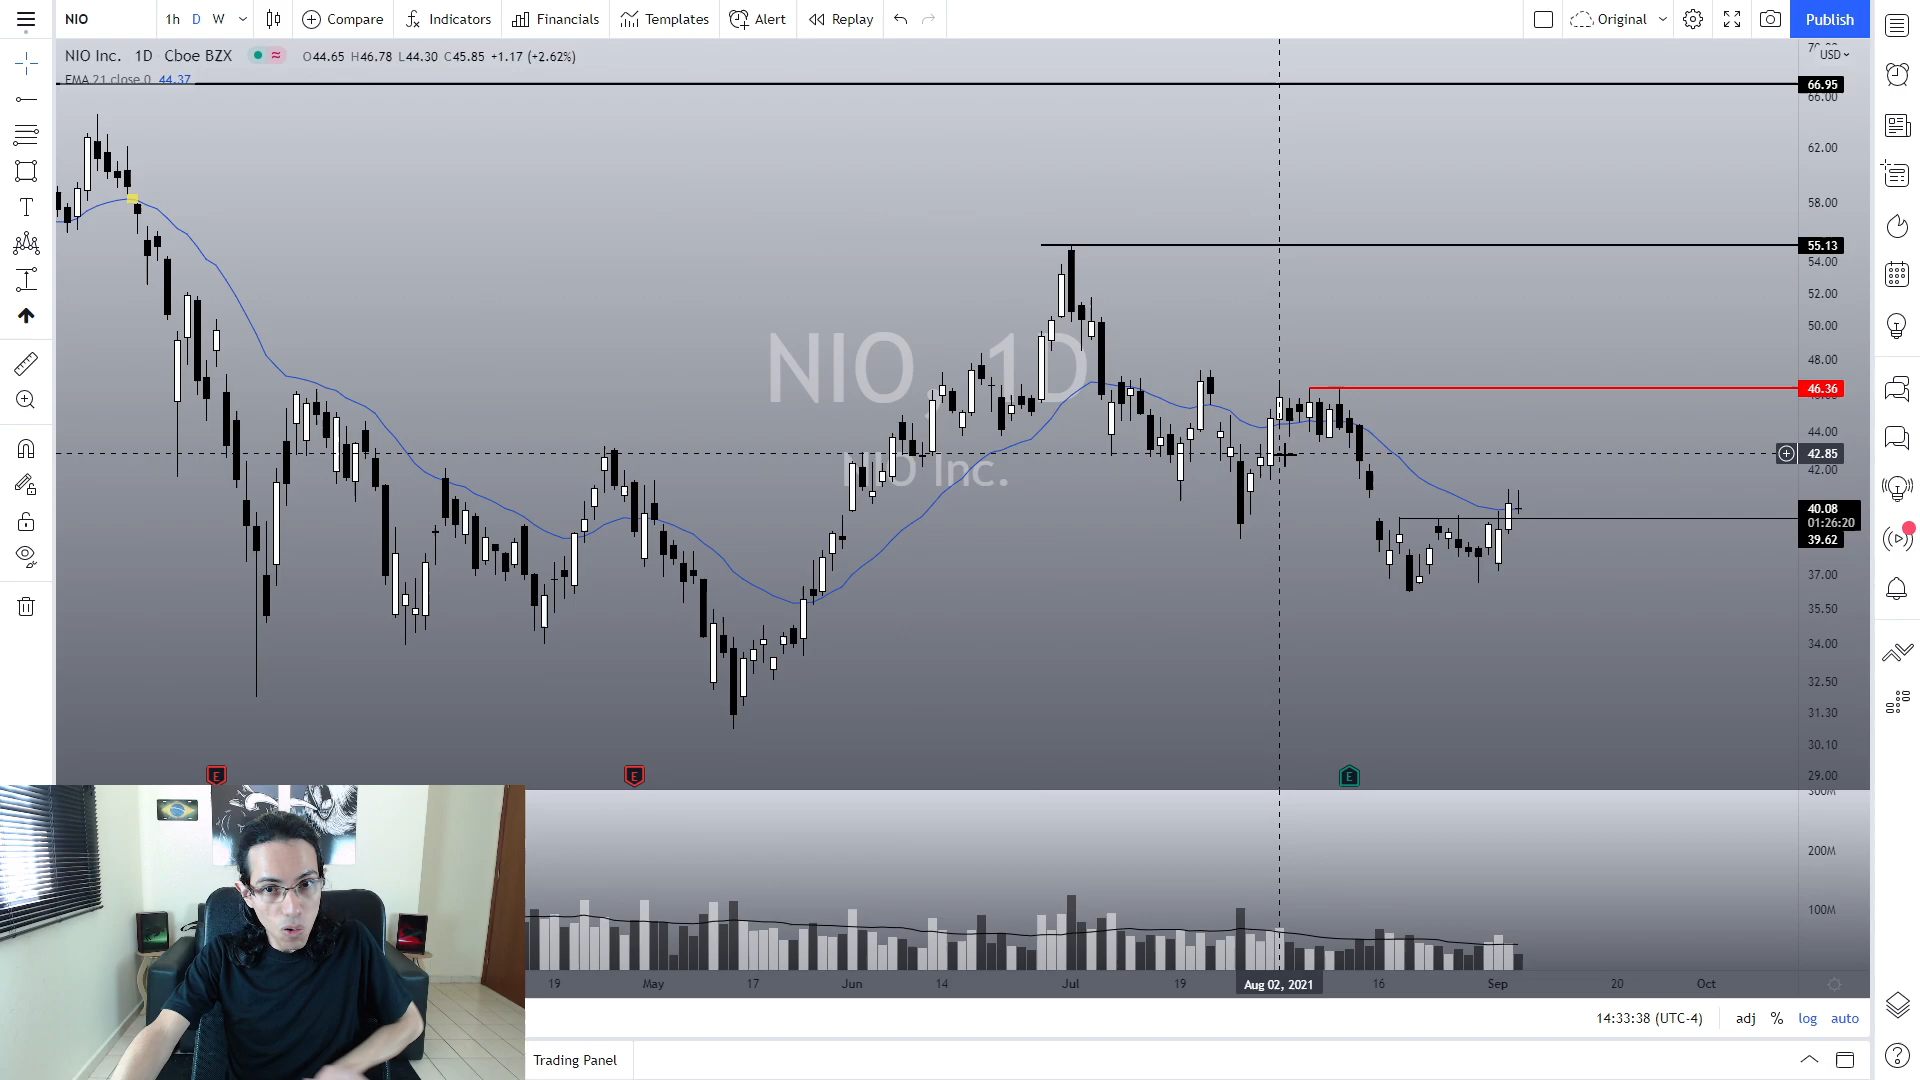 NIO
1h D W
Compare
Indicators
Financials
Templates
Alert
Replay
Original
Publish
NIO Inc. 1D Cboe BZX O44.65 H46.78 L44.30 C45.85 +1.17 (+2.62%)
EMA 21 close 0 44.37
USD
66.95
66.00
62.00
58.00
55.13
54.00
52.00
50.00
48.00
46.36
44.00
42.85
42.00
40.08
01:26:20
39.62
37.00
35.50
34.00
32.50
31.30
30.10
29.00
NIO, 1D
NIO Inc.
E
E
E
300M
200M
100M
19 May 17 Jun 14 Jul 19 Aug 02, 2021 16 Sep 20 Oct
14:33:38 (UTC-4) adj % log auto
Trading Panel